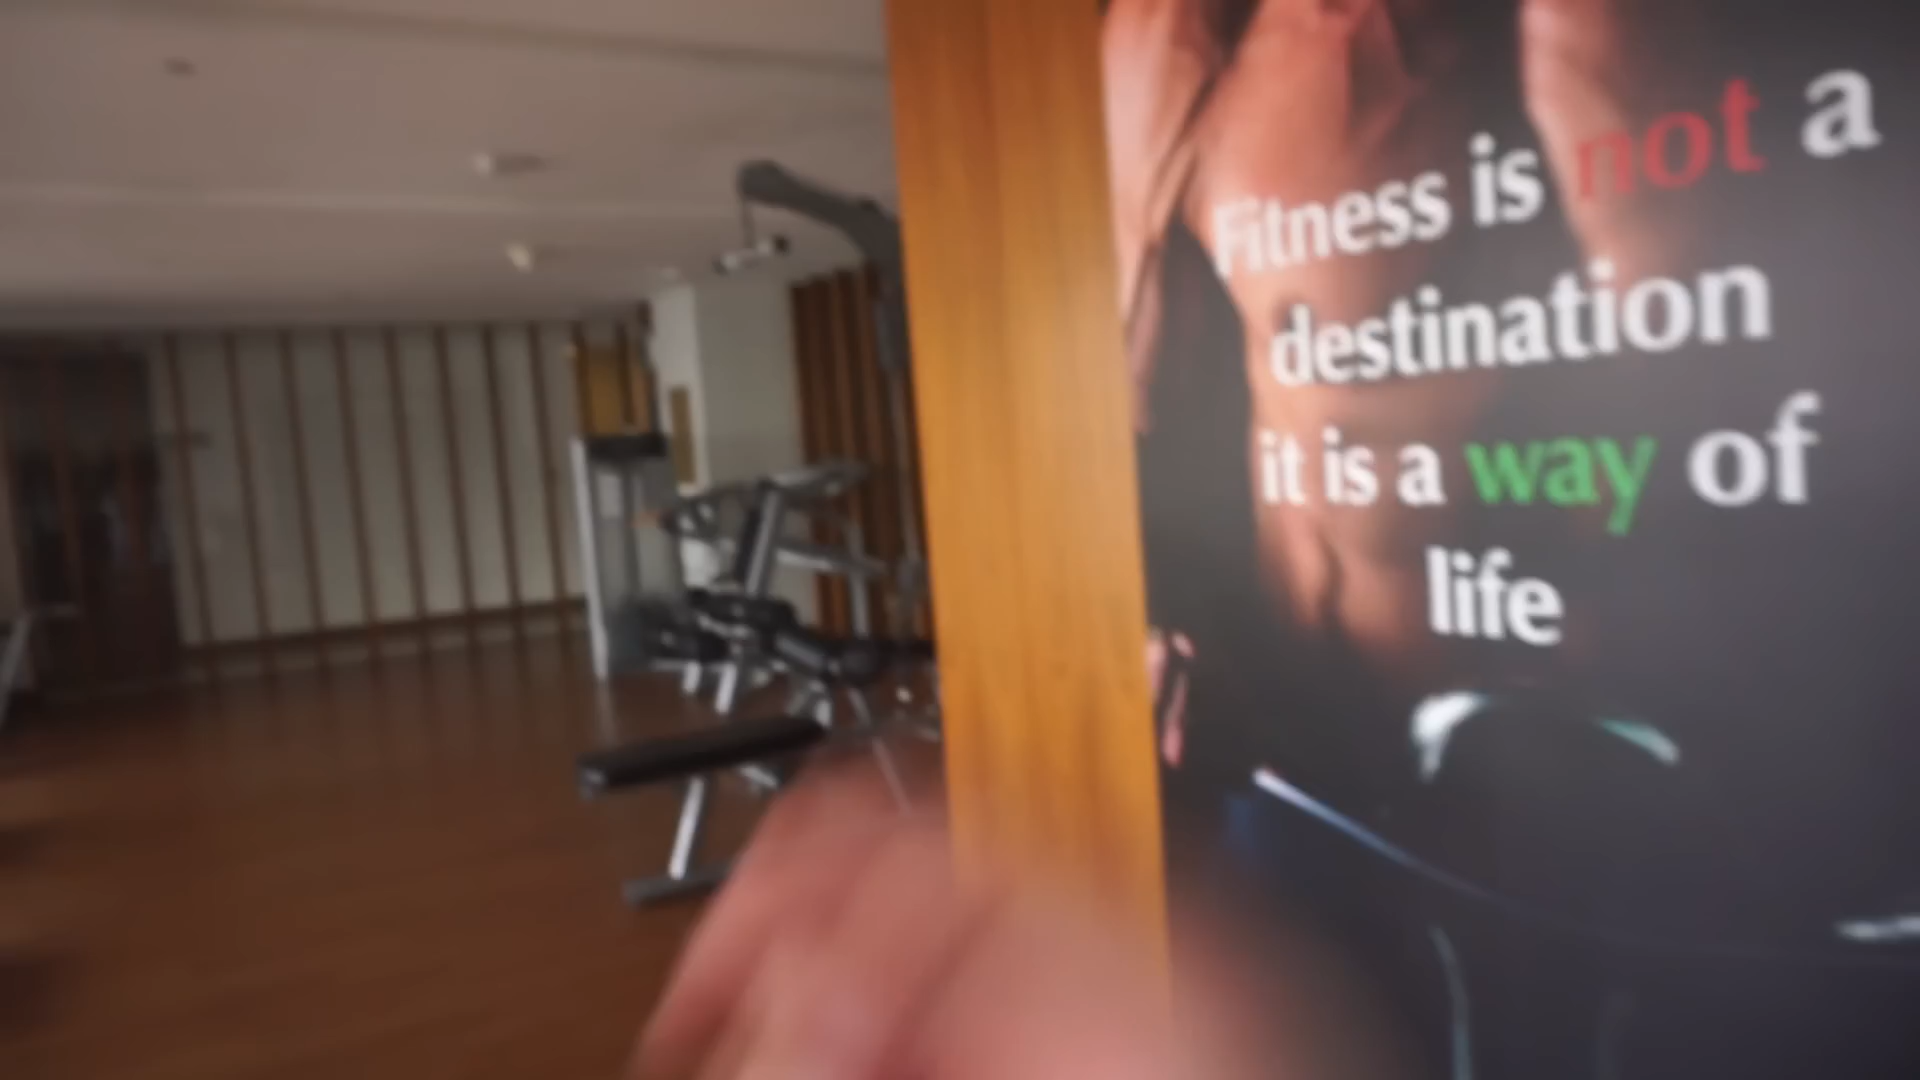 Fitness is not a
destination
it is a way of
life